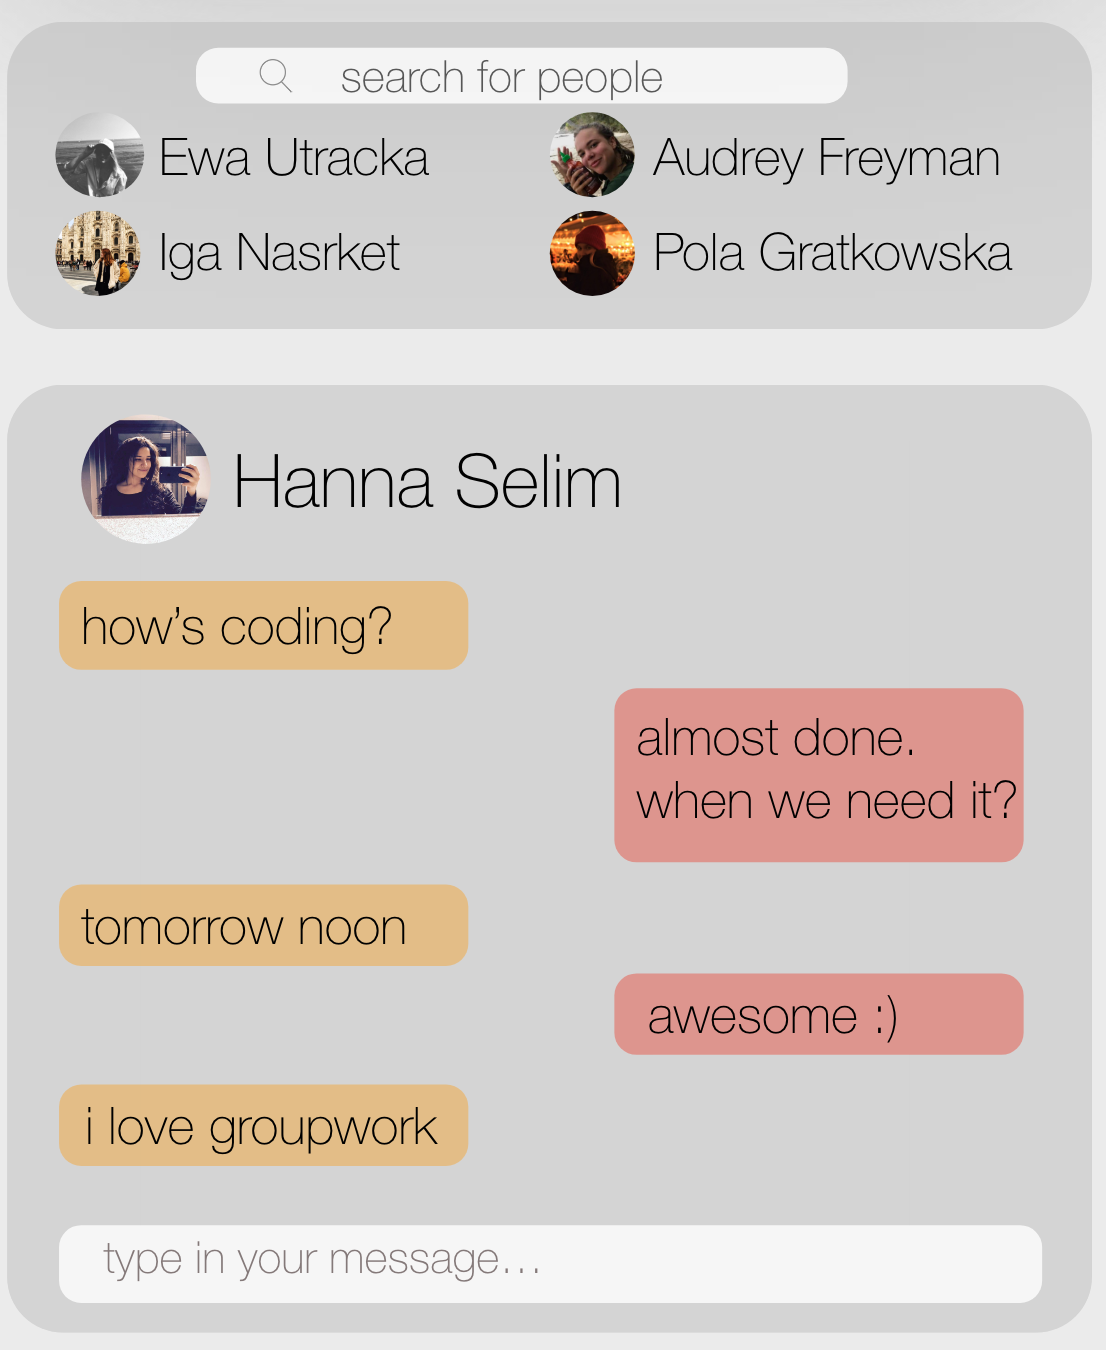 search for people
Ewa Utracka
Audrey Freyman
Iga Nasrket
Pola Gratkowska
Hanna Selim
how’s coding?
almost done.
when we need it?
tomorrow noon
awesome :)
i love groupwork
type in your message...